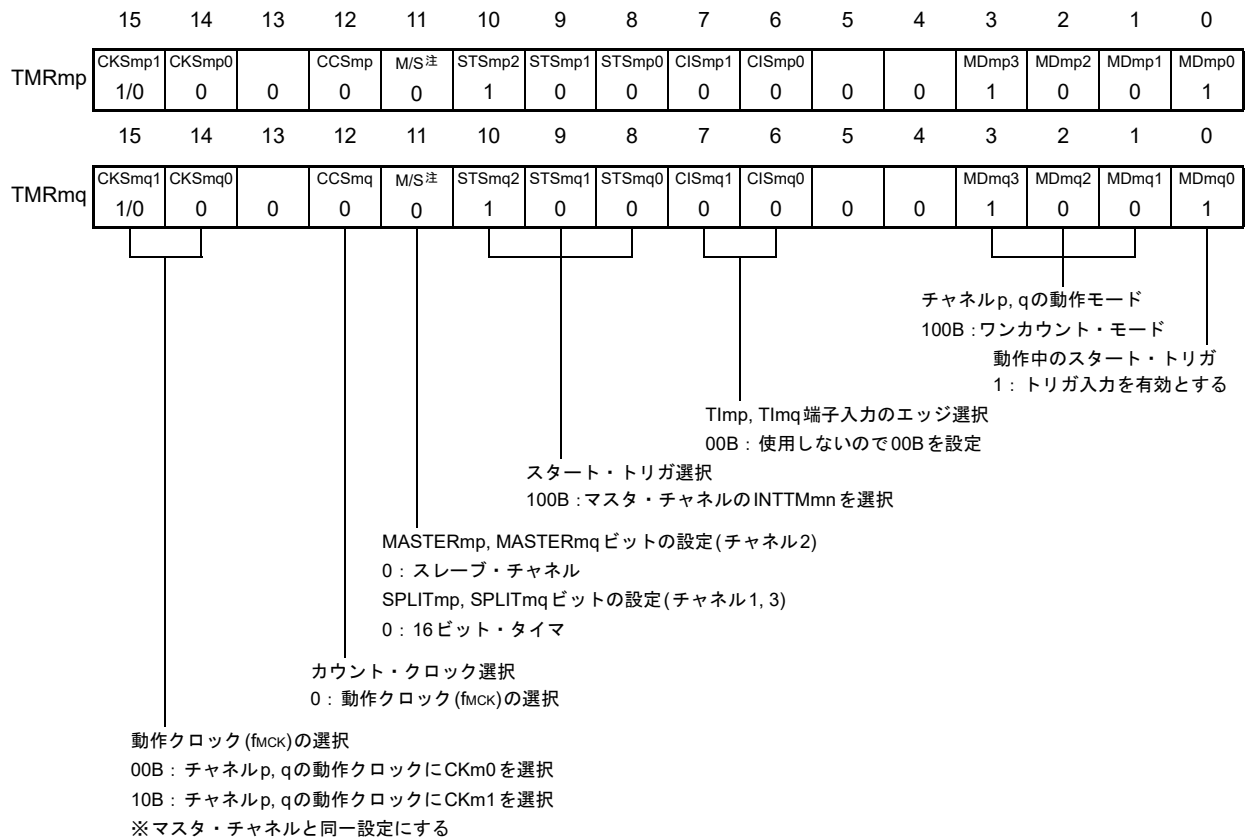 15 14 13 12 11 10 9 8 7 6 5 4 3 2 1 0
TMRmp
CKSmp1 CKSmp0 CCSmp M/S注 STSmp2 STSmp1 STSmp0 CISmp1 CISmp0 MDmp3 MDmp2 MDmp1 MDmp0
1/0 0 0 0 0 1 0 0 0 0 0 0 1 0 0 1
15 14 13 12 11 10 9 8 7 6 5 4 3 2 1 0
TMRmq
CKSmq1 CKSmq0 CCSmq M/S注 STSmq2 STSmq1 STSmq0 CISmq1 CISmq0 MDmq3 MDmq2 MDmq1 MDmq0
1/0 0 0 0 0 1 0 0 0 0 0 0 1 0 0 1
チャネルp, qの動作モード
100B：ワンカウント・モード
動作中のスタート・トリガ
1： トリガ入力を有効とする
TImp, TImq端子入力のエッジ選択
00B：使用しないので00Bを設定
スタート・トリガ選択
100B：マスタ・チャネルのINTTMmnを選択
MASTERmp, MASTERmqビットの設定(チャネル2)
0：スレーブ・チャネル
SPLITmp, SPLITmqビットの設定(チャネル1, 3)
0：16ビット・タイマ
カウント・クロック選択
0：動作クロック(fMCK)の選択
動作クロック(fMCK)の選択
00B：チャネルp, qの動作クロックにCKm0を選択
10B：チャネルp, qの動作クロックにCKm1を選択
※マスタ・チャネルと同一設定にする